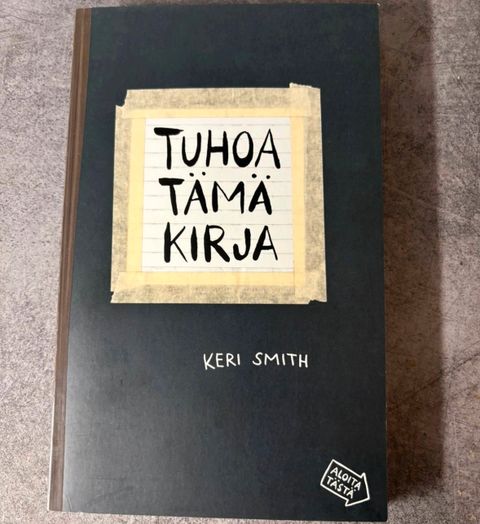 TUHOA
TÄMÄ
KIRJA
KERI SMITH
ALOITA
TÄSTÄ